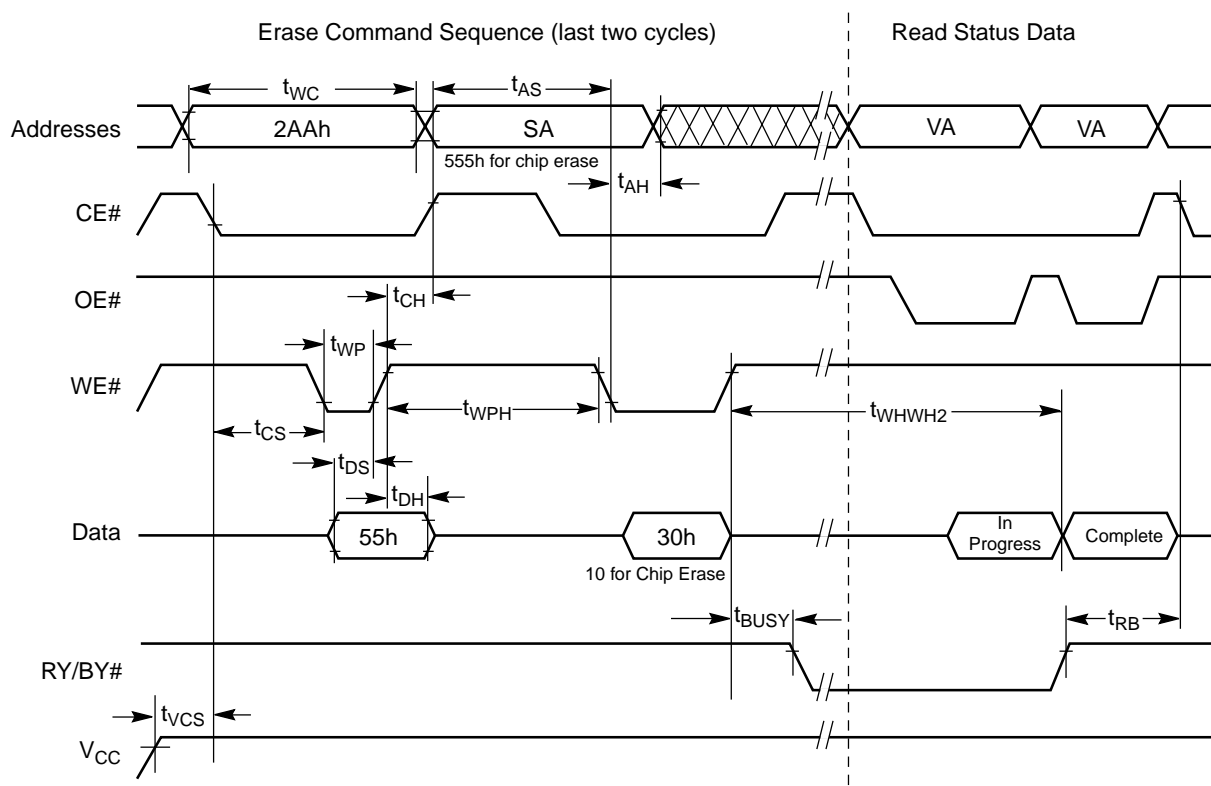 Erase Command Sequence (last two cycles)
Read Status Data
tWC
tAS
Addresses
2AAh
SA
VA
VA
555h for chip erase
tAH
CE#
OE#
tCH
tWP
WE#
tWPH
tWHWH2
tCS
tDS
tDH
Data
55h
30h
In
Progress
Complete
10 for Chip Erase
tBUSY
tRB
RY/BY#
tVCS
VCC